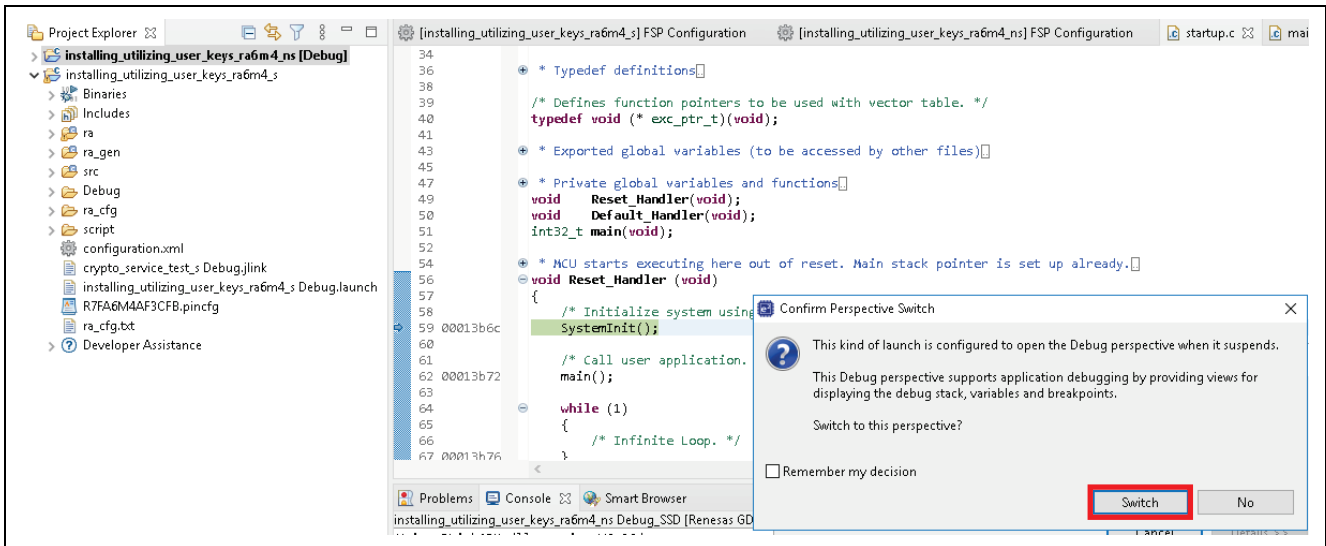 Project Explorer
[installing_utilizing_user_keys_ra6m4_s] FSP Configuration
[installing_utilizing_user_keys_ra6m4_ns] FSP Configuration
startup.c
mai
installing_utilizing_user_keys_ra6m4_ns [Debug]
installing_utilizing_user_keys_ra6m4_s
Binaries
Includes
ra
ra_gen
src
Debug
ra_cfg
script
configuration.xml
crypto_service_test_s Debug.jlink
installing_utilizing_user_keys_ra6m4_s Debug.launch
R7FA6M4AF3CFB.pincfg
ra_cfg.txt
Developer Assistance
34
36 * Typedef definitions
38
39 /* Defines function pointers to be used with vector table. */
40 typedef void (* exc_ptr_t)(void);
41
43 * Exported global variables (to be accessed by other files)
45
47 * Private global variables and functions
49 void Reset_Handler(void);
50 void Default_Handler(void);
51 int32_t main(void);
52
54 * MCU starts executing here out of reset. Main stack pointer is set up already.
56 void Reset_Handler (void)
57 {
58 /* Initialize system using
59 00013b6c SystemInit();
60
61 /* Call user application.
62 00013b72 main();
63
64 while (1)
65 {
66 /* Infinite Loop. */
67 00013b76 }
Confirm Perspective Switch
This kind of launch is configured to open the Debug perspective when it suspends.
This Debug perspective supports application debugging by providing views for
displaying the debug stack, variables and breakpoints.
Switch to this perspective?
Remember my decision
Switch
No
Problems
Console
Smart Browser
installing_utilizing_user_keys_ra6m4_ns Debug_SSD [Renesas GD
Cancel
Details >>